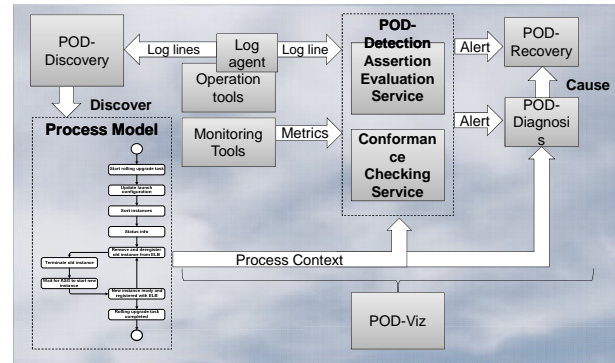 POD-
Discovery
Log lines
Log
agent
Log line
Operation
tools
POD-
Detection
Assertion
Evaluation
Service
Alert
POD-
Recovery
Discover
Cause
Process Model
Monitoring
Tools
Metrics
Conforman
ce
Checking
Service
Alert
POD-
Diagnosi
s
Start rolling upgrade task
Update launch
configuration
Sort instances
Status info
Remove and deregister
old instance from ELB
Terminate old instance
Wait for ASG to start new
instance
New instance ready and
registered with ELB
Rolling upgrade task
completed
Process Context
POD-Viz